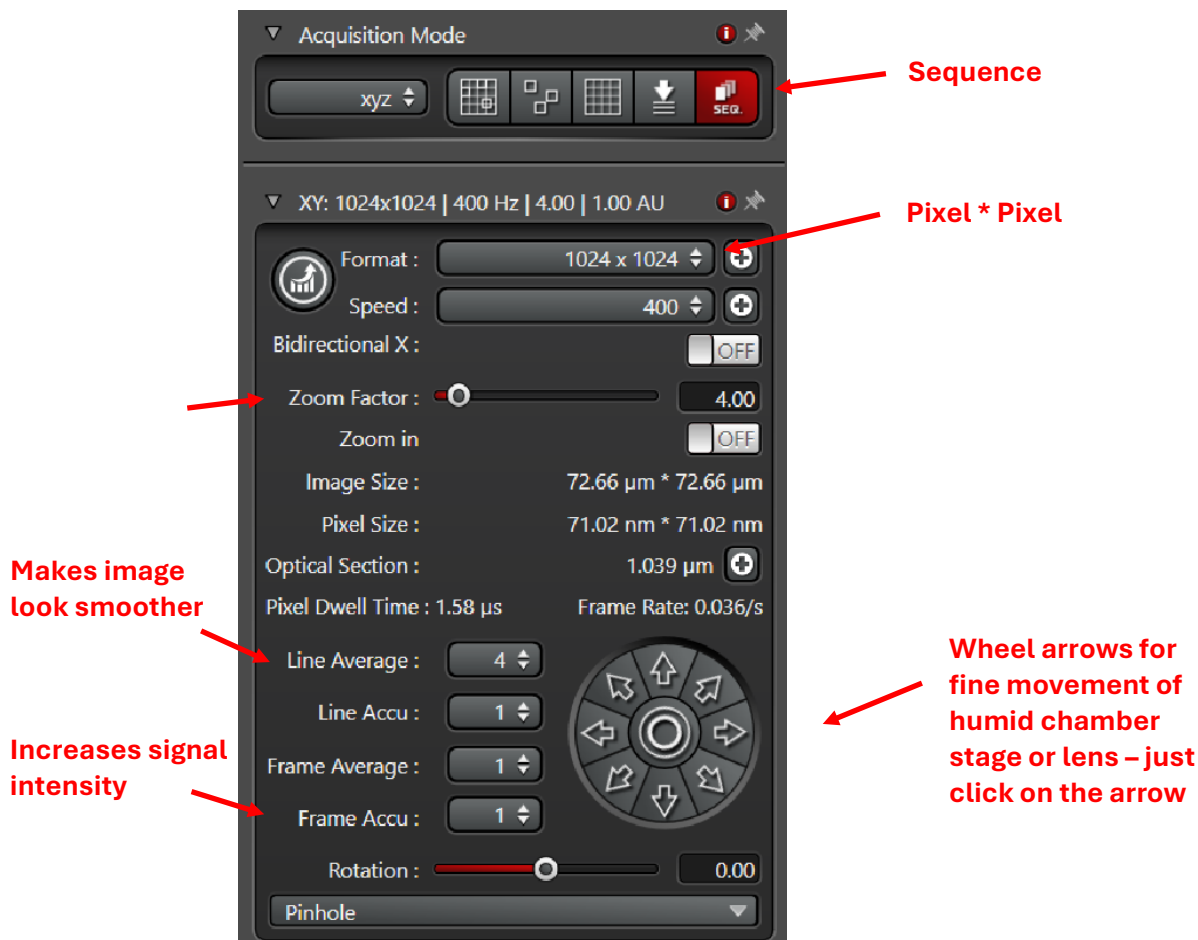 Acquisition Mode
Sequence
xyz
SEQ.
XY: 1024x1024 | 400 Hz | 4.00 | 1.00 AU
Pixel * Pixel
Format : 1024 x 1024
Speed : 400
Bidirectional X : OFF
Zoom Factor : 4.00
Zoom in OFF
Image Size : 72.66 µm * 72.66 µm
Pixel Size : 71.02 nm * 71.02 nm
Optical Section : 1.039 µm
Makes image
look smoother
Pixel Dwell Time : 1.58 µs Frame Rate: 0.036/s
Line Average : 4
Line Accu : 1
Increases signal
intensity
Frame Average : 1
Frame Accu : 1
Wheel arrows for
fine movement of
humid chamber
stage or lens – just
click on the arrow
Rotation : 0.00
Pinhole